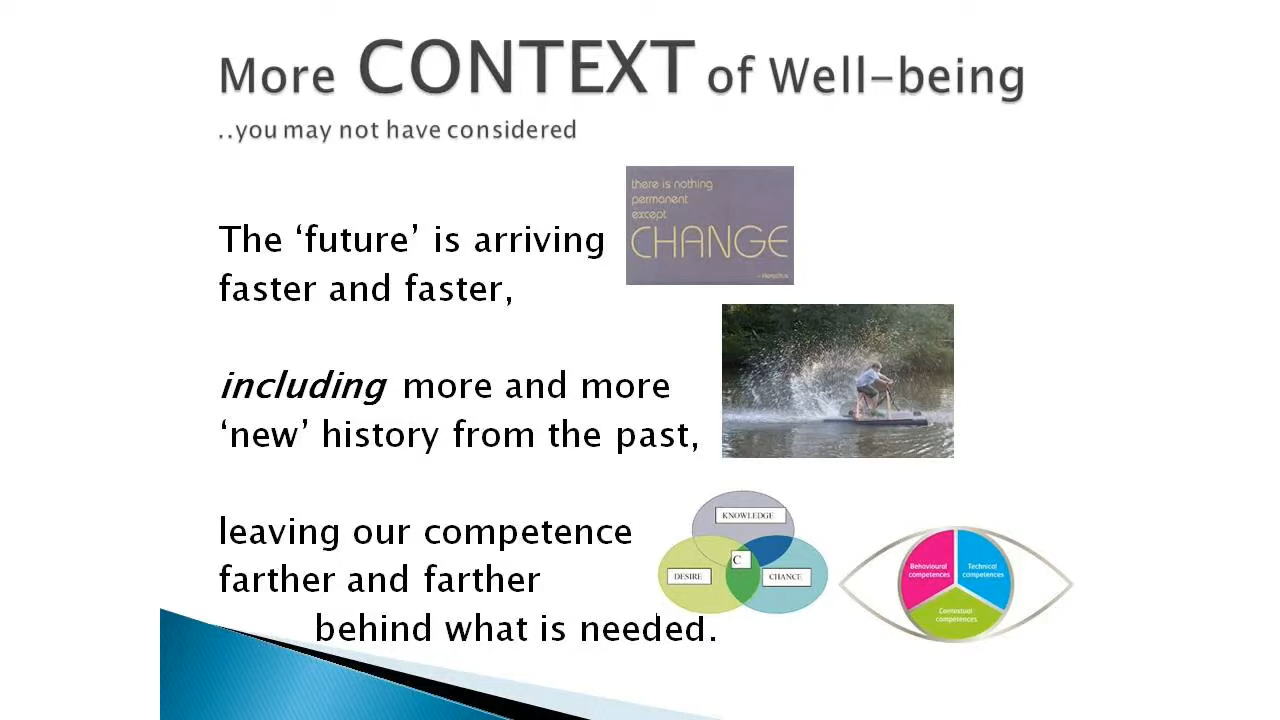 More CONTEXT of Well-being
..you may not have considered
there is nothing
permanent
except
CHANGE
The ‘future’ is arriving
faster and faster,
including more and more
‘new’ history from the past,
leaving our competence
farther and farther
behind what is needed.
KNOWLEDGE
C
DESIRE
CHANCE
Behavioural
competences
Technical
competences
Contextual
competences